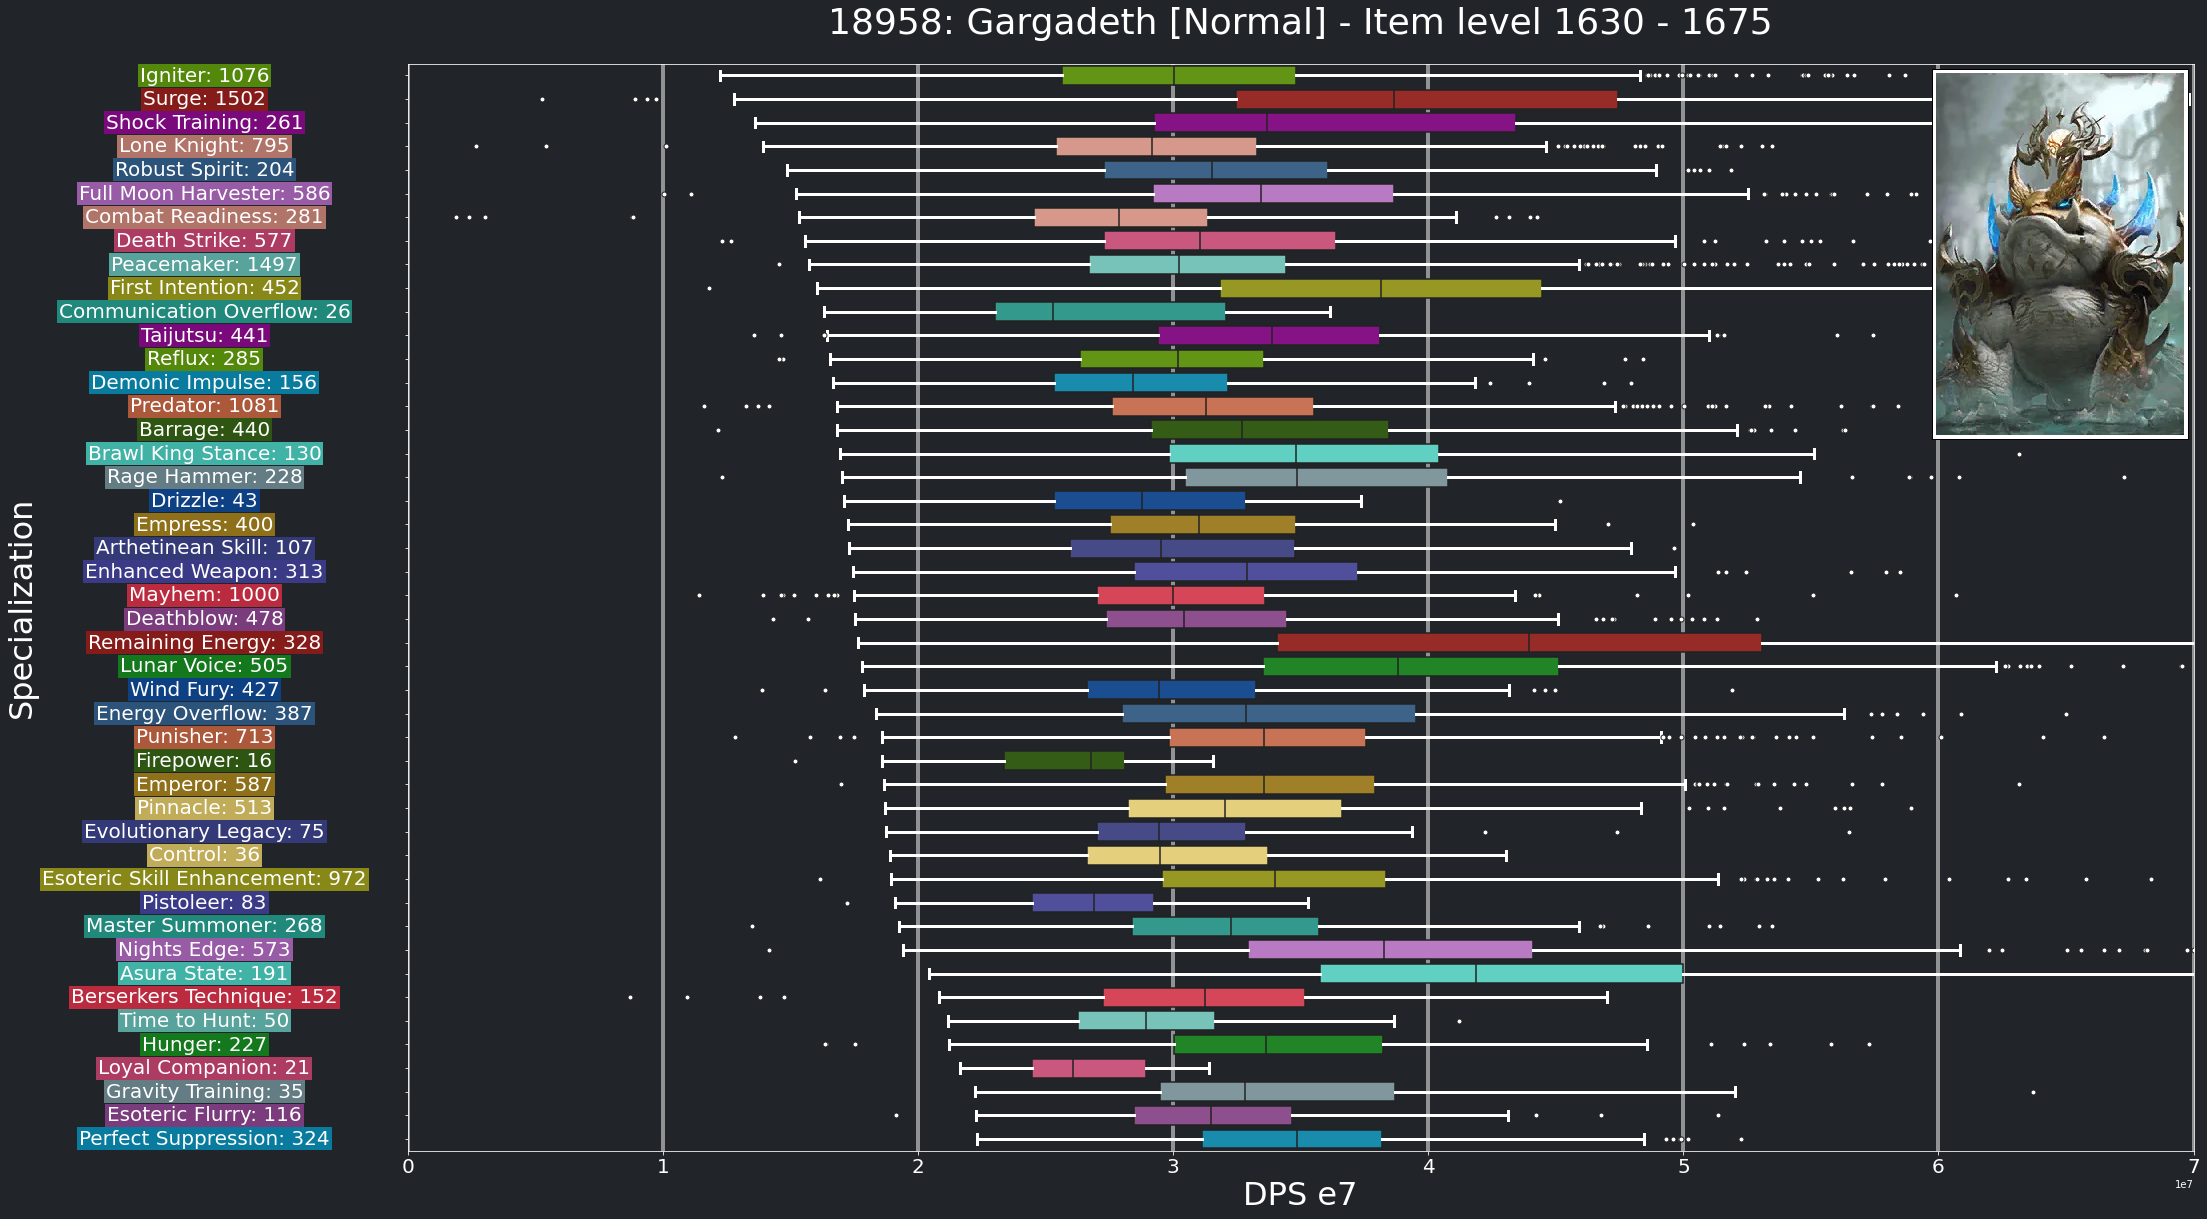 18958: Gargadeth [Normal] - Item level 1630 - 1675
Igniter: 1076
Surge: 1502
Shock Training: 261
Lone Knight: 795
Robust Spirit: 204
Full Moon Harvester: 586
Combat Readiness: 281
Death Strike: 577
Peacemaker: 1497
First Intention: 452
Communication Overflow: 26
Taijutsu: 441
Reflux: 285
Demonic Impulse: 156
Predator: 1081
Barrage: 440
Brawl King Stance: 130
Rage Hammer: 228
Drizzle: 43
Empress: 400
Arthetinean Skill: 107
Enhanced Weapon: 313
Mayhem: 1000
Deathblow: 478
Remaining Energy: 328
Lunar Voice: 505
Wind Fury: 427
Energy Overflow: 387
Punisher: 713
Firepower: 16
Emperor: 587
Pinnacle: 513
Evolutionary Legacy: 75
Control: 36
Esoteric Skill Enhancement: 972
Pistoleer: 83
Master Summoner: 268
Nights Edge: 573
Asura State: 191
Berserkers Technique: 152
Time to Hunt: 50
Hunger: 227
Loyal Companion: 21
Gravity Training: 35
Esoteric Flurry: 116
Perfect Suppression: 324
Specialization
0 1 2 3 4 5 6 7
1e7
DPS e7